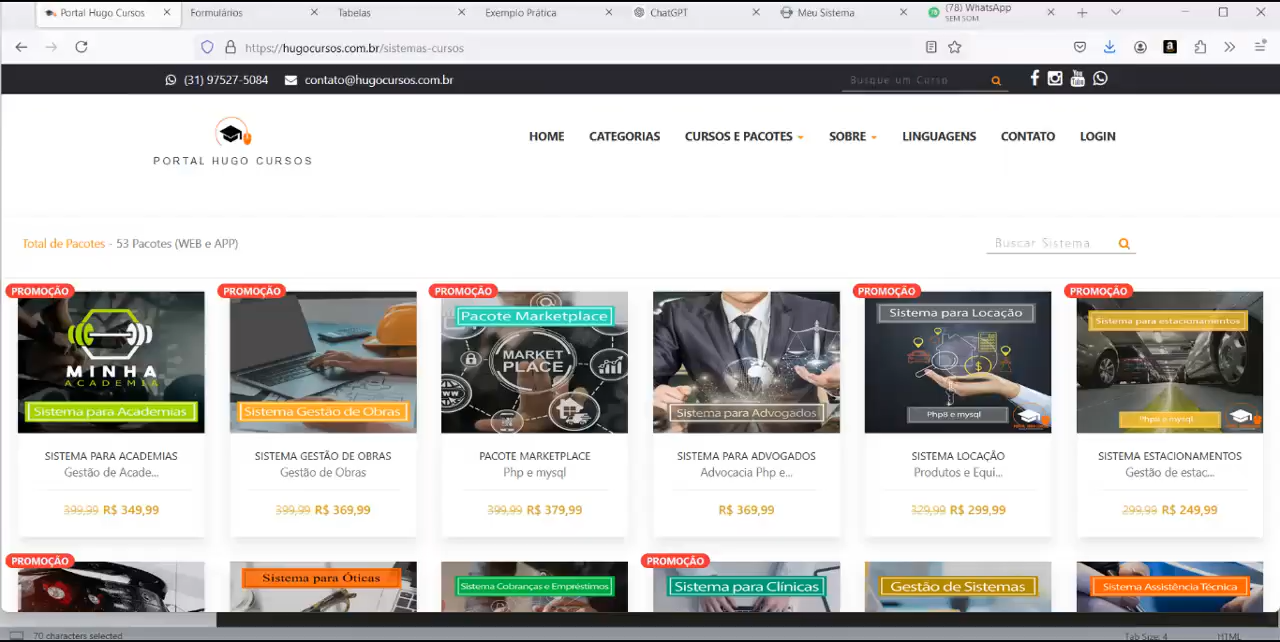 Portal Hugo Cursos
Formulários
Tabelas
Exemplo Prática
ChatGPT
Meu Sistema
(78) WhatsApp
SEM SOM
https://hugocursos.com.br/sistemas-cursos
(31) 97527-5084 contato@hugocursos.com.br
Busque um Curso
PORTAL HUGO CURSOS
HOME CATEGORIAS CURSOS E PACOTES SOBRE LINGUAGENS CONTATO LOGIN
Total de Pacotes - 53 Pacotes (WEB e APP)
Buscar Sistema
PROMOÇÃO PROMOÇÃO PROMOÇÃO PROMOÇÃO PROMOÇÃO
MINHA
ACADEMIA
Sistema para Academias
Sistema Gestão de Obras
Pacote Marketplace
MARKET
PLACE
Sistema para Advogados
Sistema para Locação
Php8 e mysql
Sistema para estacionamentos
Php8 e mysql
SISTEMA PARA ACADEMIAS
Gestão de Acade...
399,99 R$ 349,99
SISTEMA GESTÃO DE OBRAS
Gestão de Obras
399,99 R$ 369,99
PACOTE MARKETPLACE
Php e mysql
399,99 R$ 379,99
SISTEMA PARA ADVOGADOS
Advocacia Php e...
R$ 369,99
SISTEMA LOCAÇÃO
Produtos e Equi...
329,99 R$ 299,99
SISTEMA ESTACIONAMENTOS
Gestão de estac...
299,99 R$ 249,99
PROMOÇÃO PROMOÇÃO
Sistema para Óticas
Sistema Cobranças e Empréstimos
Sistema para Clínicas
Gestão de Sistemas
Sistema Assistência Técnica
70 characters selected
Tab Size: 4
HTML